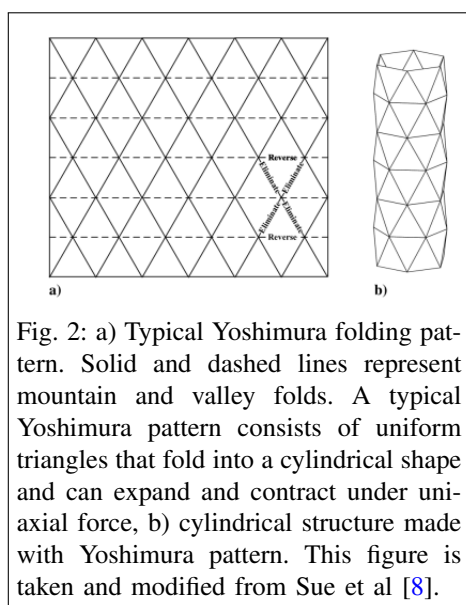 Reverse
Eliminate
Eliminate
Eliminate
Eliminate
Reverse
a)
b)
Fig. 2: a) Typical Yoshimura folding pat-
tern. Solid and dashed lines represent
mountain and valley folds. A typical
Yoshimura pattern consists of uniform
triangles that fold into a cylindrical shape
and can expand and contract under uni-
axial force, b) cylindrical structure made
with Yoshimura pattern. This figure is
taken and modified from Sue et al [8].